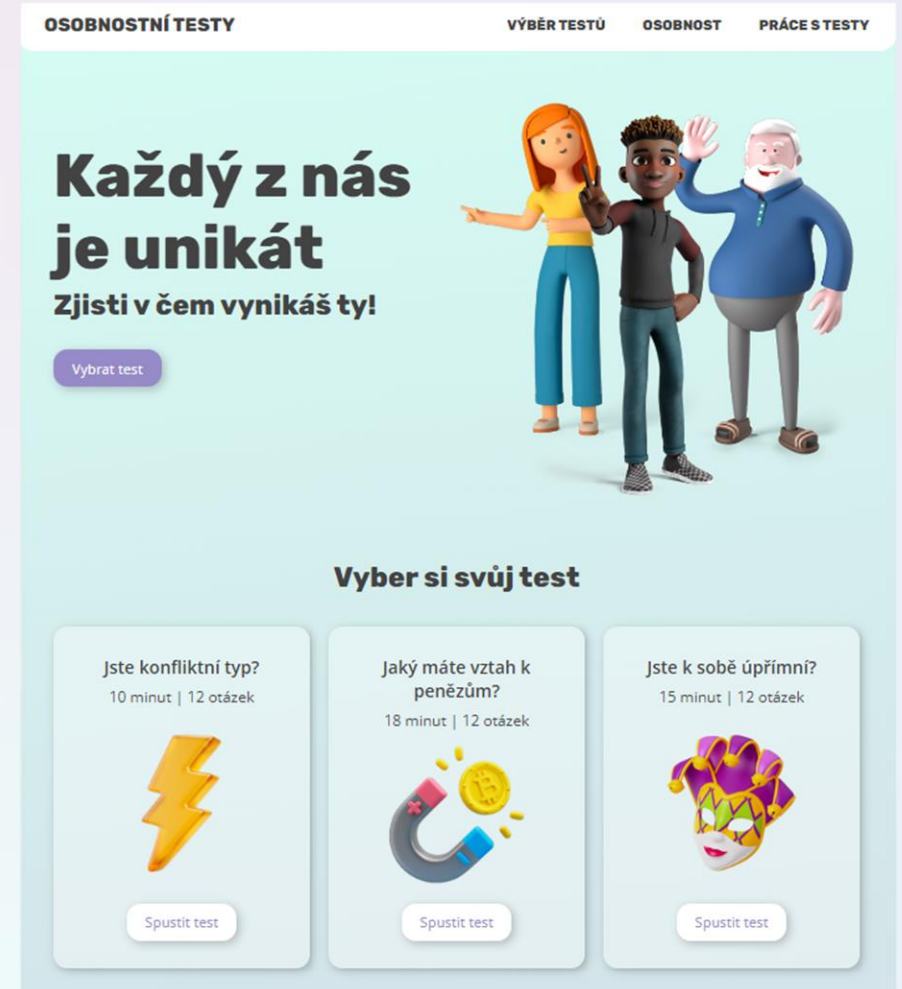 OSOBNOSTNÍ TESTY
VÝBĚR TESTŮ
OSOBNOST
PRÁCE S TESTY
Každý z nás
je unikát
Zjisti v čem vynikáš ty!
Vybrat test
Vyber si svůj test
Jste konfliktní typ?
10 minut | 12 otázek
Spustit test
Jaký máte vztah k
penězům?
18 minut | 12 otázek
Spustit test
Jste k sobě úpřímní?
15 minut | 12 otázek
Spustit test